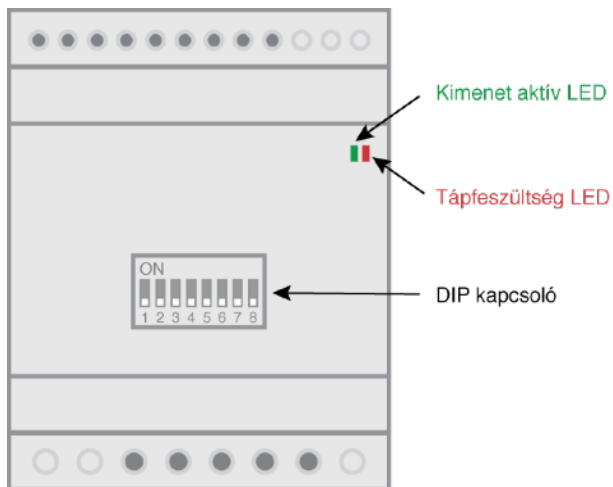 Kimenet aktív LED
Tápfeszültség LED
ON
DIP kapcsoló
1 2 3 4 5 6 7 8